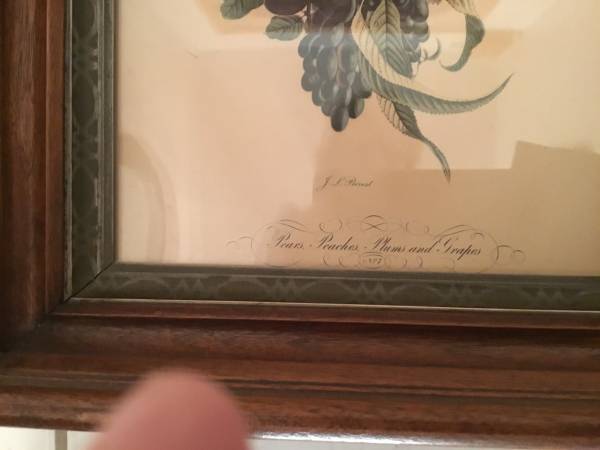 J. L. Prevost
Pears, Peaches, Plums and Grapes